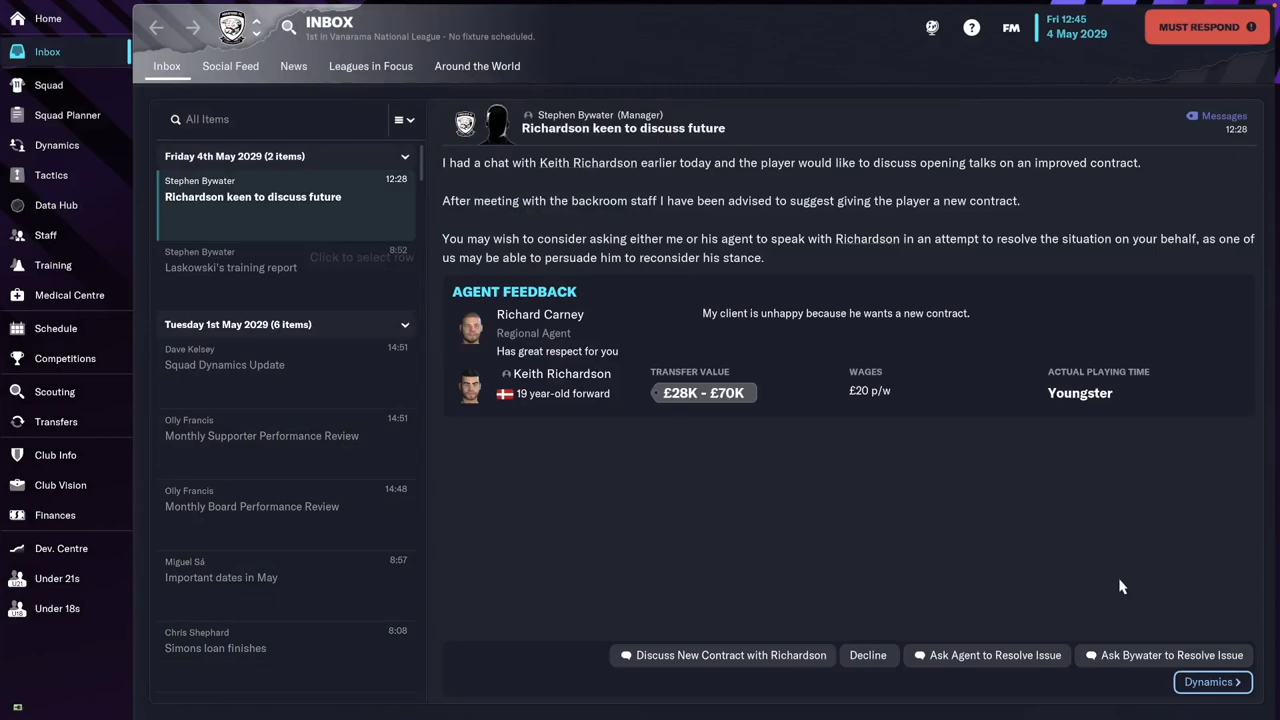 Home
Inbox
Squad
Squad Planner
Dynamics
Tactics
Data Hub
Staff
Training
Medical Centre
Schedule
Competitions
Scouting
Transfers
Club Info
Club Vision
Finances
Dev. Centre
Under 21s
Under 18s
11
U21
U18
INBOX
1st in Vanarama National League - No fixture scheduled.
FM
Fri 12:45
4 May 2029
MUST RESPOND
Inbox
Social Feed
News
Leagues in Focus
Around the World
All Items
Friday 4th May 2029 (2 items)
Stephen Bywater 12:28
Richardson keen to discuss future
Stephen Bywater 8:52
Laskowski's training report
Click to select row
Tuesday 1st May 2029 (6 items)
Dave Kelsey 14:51
Squad Dynamics Update
Olly Francis 14:51
Monthly Supporter Performance Review
Olly Francis 14:48
Monthly Board Performance Review
Miguel Sá 8:57
Important dates in May
Chris Shephard 8:08
Simons loan finishes
Stephen Bywater (Manager)
Richardson keen to discuss future
Messages
12:28
I had a chat with Keith Richardson earlier today and the player would like to discuss opening talks on an improved contract.
After meeting with the backroom staff I have been advised to suggest giving the player a new contract.
You may wish to consider asking either me or his agent to speak with Richardson in an attempt to resolve the situation on your behalf, as one of
us may be able to persuade him to reconsider his stance.
AGENT FEEDBACK
Richard Carney
Regional Agent
Has great respect for you
My client is unhappy because he wants a new contract.
Keith Richardson
19 year-old forward
TRANSFER VALUE
£28K - £70K
WAGES
£20 p/w
ACTUAL PLAYING TIME
Youngster
Discuss New Contract with Richardson
Decline
Ask Agent to Resolve Issue
Ask Bywater to Resolve Issue
Dynamics